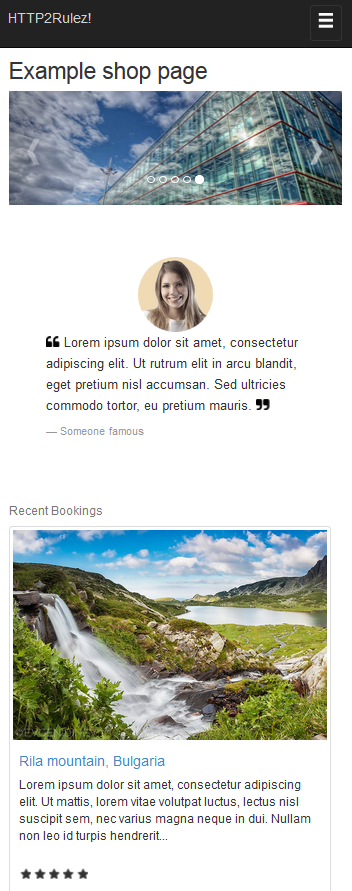 HTTP2Rulez!
Example shop page
Lorem ipsum dolor sit amet, consectetur
adipiscing elit. Ut rutrum elit in arcu blandit,
eget pretium nisl accumsan. Sed ultricies
commodo tortor, eu pretium mauris.
— Someone famous
Recent Bookings
Rila mountain, Bulgaria
Lorem ipsum dolor sit amet, consectetur adipiscing
elit. Ut mattis, lorem vitae volutpat luctus, lectus nisl
suscipit sem, nec varius magna neque in dui. Nullam
non leo id turpis hendrerit...